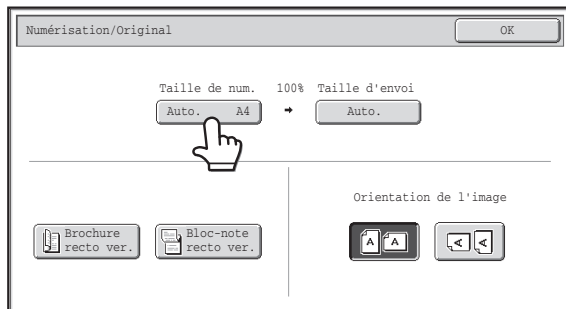 Numérisation/Original
OK
Taille de num. 100% Taille d'envoi
Auto. A4 Auto.
Orientation de l'image
Brochure
recto ver.
Bloc-note
recto ver.
A A A A